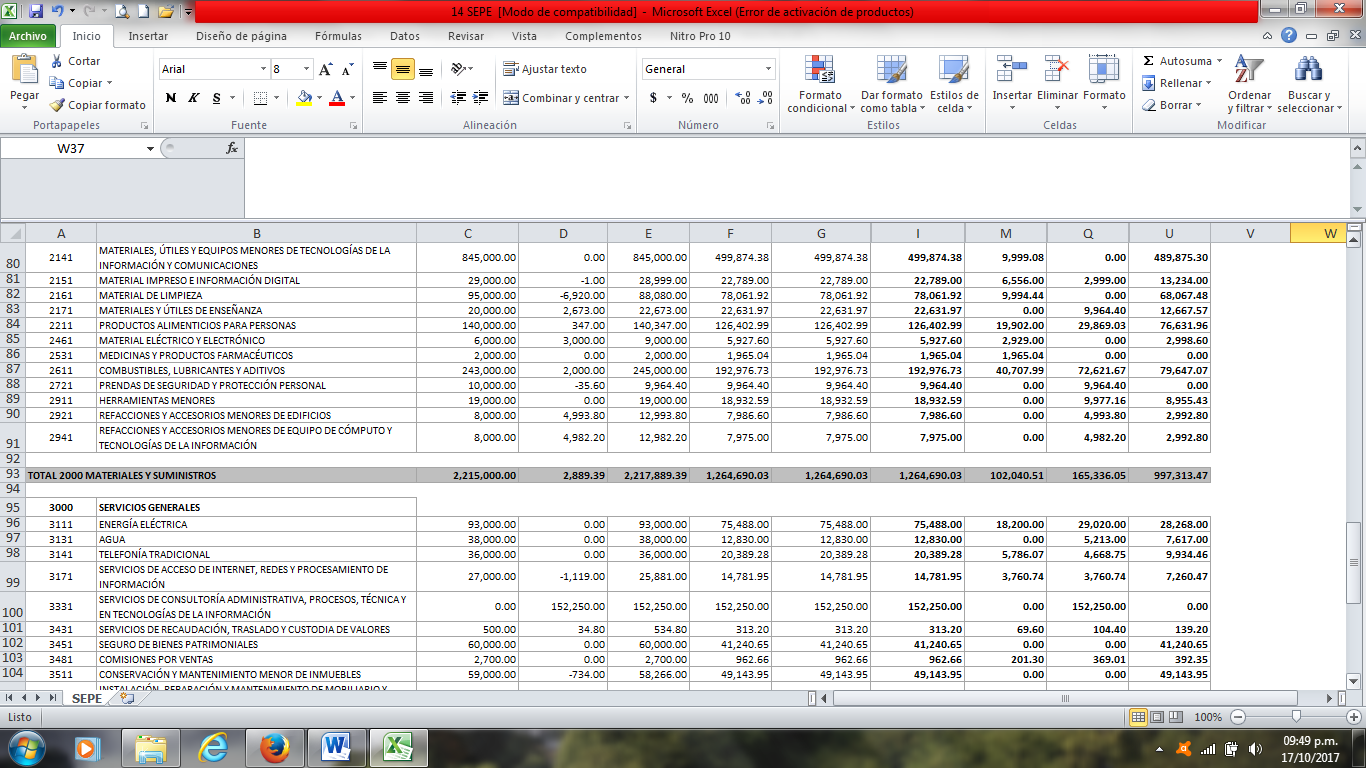 14 SEPE [Modo de compatibilidad] - Microsoft Excel (Error de activación de productos)
Archivo Inicio Insertar Diseño de página Fórmulas Datos Revisar Vista Complementos Nitro Pro 10
Pegar Cortar Copiar Copiar formato Portapapeles
Arial 8 N K S Fuente
Ajustar texto Combinar y centrar Alineación
General $ % 000 Número
Formato condicional Dar formato como tabla Estilos de celda Estilos
Insertar Eliminar Formato Celdas
Σ Autosuma Rellenar Borrar Ordenar y filtrar Buscar y seleccionar Modificar
W37 fx
A B C D E F G I M Q U V W
80 2141 MATERIALES, ÚTILES Y EQUIPOS MENORES DE TECNOLOGÍAS DE LA
INFORMACIÓN Y COMUNICACIONES 845,000.00 0.00 845,000.00 499,874.38 499,874.38 499,874.38 9,999.08 0.00 489,875.30
81 2151 MATERIAL IMPRESO E INFORMACIÓN DIGITAL 29,000.00 -1.00 28,999.00 22,789.00 22,789.00 22,789.00 6,556.00 2,999.00 13,234.00
82 2161 MATERIAL DE LIMPIEZA 95,000.00 -6,920.00 88,080.00 78,061.92 78,061.92 78,061.92 9,994.44 0.00 68,067.48
83 2171 MATERIALES Y ÚTILES DE ENSEÑANZA 20,000.00 2,673.00 22,673.00 22,631.97 22,631.97 22,631.97 0.00 9,964.40 12,667.57
84 2211 PRODUCTOS ALIMENTICIOS PARA PERSONAS 140,000.00 347.00 140,347.00 126,402.99 126,402.99 126,402.99 19,902.00 29,869.03 76,631.96
85 2461 MATERIAL ELÉCTRICO Y ELECTRÓNICO 6,000.00 3,000.00 9,000.00 5,927.60 5,927.60 5,927.60 2,929.00 0.00 2,998.60
86 2531 MEDICINAS Y PRODUCTOS FARMACÉUTICOS 2,000.00 0.00 2,000.00 1,965.04 1,965.04 1,965.04 1,965.04 0.00 0.00
87 2611 COMBUSTIBLES, LUBRICANTES Y ADITIVOS 243,000.00 2,000.00 245,000.00 192,976.73 192,976.73 192,976.73 40,707.99 72,621.67 79,647.07
88 2721 PRENDAS DE SEGURIDAD Y PROTECCIÓN PERSONAL 10,000.00 -35.60 9,964.40 9,964.40 9,964.40 9,964.40 0.00 9,964.40 0.00
89 2911 HERRAMIENTAS MENORES 19,000.00 0.00 19,000.00 18,932.59 18,932.59 18,932.59 0.00 9,977.16 8,955.43
90 2921 REFACCIONES Y ACCESORIOS MENORES DE EDIFICIOS 8,000.00 4,993.80 12,993.80 7,986.60 7,986.60 7,986.60 0.00 4,993.80 2,992.80
91 2941 REFACCIONES Y ACCESORIOS MENORES DE EQUIPO DE CÓMPUTO Y
TECNOLOGÍAS DE LA INFORMACIÓN 8,000.00 4,982.20 12,982.20 7,975.00 7,975.00 7,975.00 0.00 4,982.20 2,992.80
92
93 TOTAL 2000 MATERIALES Y SUMINISTROS 2,215,000.00 2,889.39 2,217,889.39 1,264,690.03 1,264,690.03 1,264,690.03 102,040.51 165,336.05 997,313.47
94
95 3000 SERVICIOS GENERALES
96 3111 ENERGÍA ELÉCTRICA 93,000.00 0.00 93,000.00 75,488.00 75,488.00 75,488.00 18,200.00 29,020.00 28,268.00
97 3131 AGUA 38,000.00 0.00 38,000.00 12,830.00 12,830.00 12,830.00 0.00 5,213.00 7,617.00
98 3141 TELEFONÍA TRADICIONAL 36,000.00 0.00 36,000.00 20,389.28 20,389.28 20,389.28 5,786.07 4,668.75 9,934.46
99 3171 SERVICIOS DE ACCESO DE INTERNET, REDES Y PROCESAMIENTO DE
INFORMACIÓN 27,000.00 -1,119.00 25,881.00 14,781.95 14,781.95 14,781.95 3,760.74 3,760.74 7,260.47
100 3331 SERVICIOS DE CONSULTORÍA ADMINISTRATIVA, PROCESOS, TÉCNICA Y
EN TECNOLOGÍAS DE LA INFORMACIÓN 0.00 152,250.00 152,250.00 152,250.00 152,250.00 152,250.00 0.00 152,250.00 0.00
101 3431 SERVICIOS DE RECAUDACIÓN, TRASLADO Y CUSTODIA DE VALORES 500.00 34.80 534.80 313.20 313.20 313.20 69.60 104.40 139.20
102 3451 SEGURO DE BIENES PATRIMONIALES 60,000.00 0.00 60,000.00 41,240.65 41,240.65 41,240.65 0.00 0.00 41,240.65
103 3481 COMISIONES POR VENTAS 2,700.00 0.00 2,700.00 962.66 962.66 962.66 201.30 369.01 392.35
104 3511 CONSERVACIÓN Y MANTENIMIENTO MENOR DE INMUEBLES 59,000.00 -734.00 58,266.00 49,143.95 49,143.95 49,143.95 0.00 0.00 49,143.95
INSTALACIÓN, REPARACIÓN Y MANTENIMIENTO DE MOBILIARIO Y
SEPE
Listo 100%
09:49 p.m.
17/10/2017